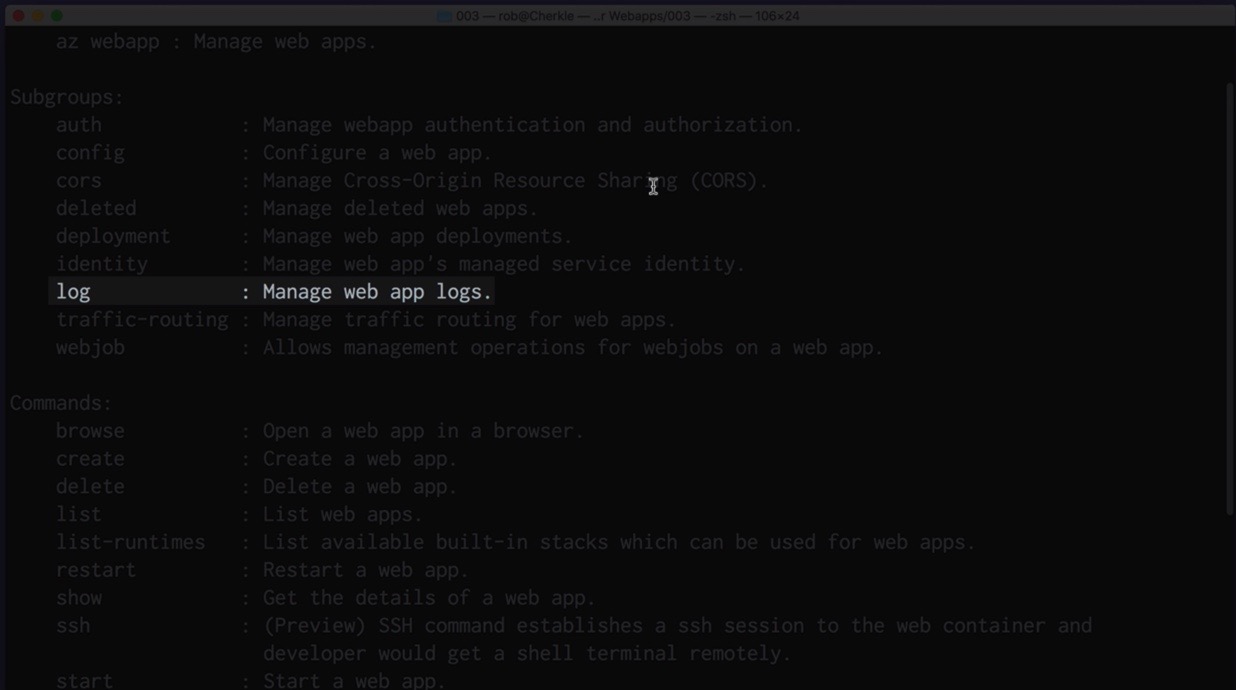 003 — rob@Cherkle — ..r Webapps/003 — -zsh — 106×24
az webapp : Manage web apps.
Subgroups:
auth : Manage webapp authentication and authorization.
config : Configure a web app.
cors : Manage Cross-Origin Resource Sharing (CORS).
deleted : Manage deleted web apps.
deployment : Manage web app deployments.
identity : Manage web app's managed service identity.
log : Manage web app logs.
traffic-routing : Manage traffic routing for web apps.
webjob : Allows management operations for webjobs on a web app.
Commands:
browse : Open a web app in a browser.
create : Create a web app.
delete : Delete a web app.
list : List web apps.
list-runtimes : List available built-in stacks which can be used for web apps.
restart : Restart a web app.
show : Get the details of a web app.
ssh : (Preview) SSH command establishes a ssh session to the web container and
developer would get a shell terminal remotely.
start : Start a web app.